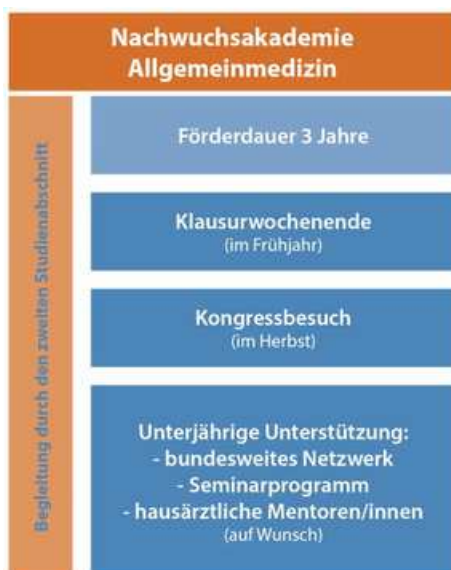 Nachwuchsakademie
Allgemeinmedizin
Begleitung durch den zweiten Studienabschnitt
Förderdauer 3 Jahre
Klausurwochenende
(im Frühjahr)
Kongressbesuch
(im Herbst)
Unterjährige Unterstützung:
- bundesweites Netzwerk
- Seminarprogramm
- hausärztliche Mentoren/innen
(auf Wunsch)